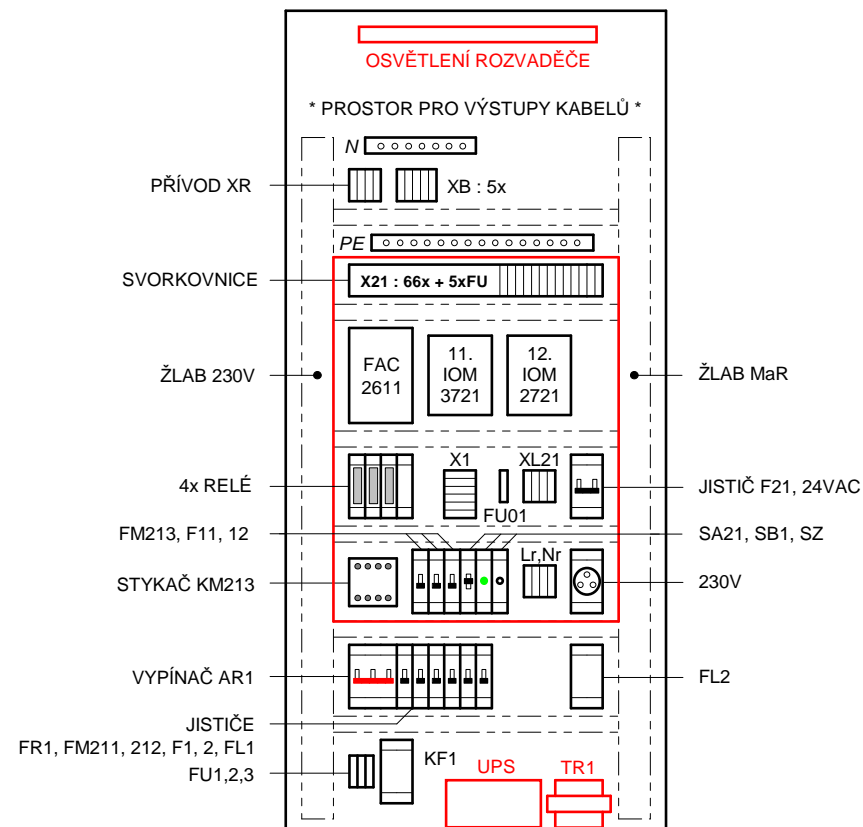 OSVĚTLENÍ ROZVADĚČE
* PROSTOR PRO VÝSTUPY KABELŮ *
N
PŘÍVOD XR
XB : 5x
PE
SVORKOVNICE
X21 : 66x + 5xFU
ŽLAB 230V
FAC
2611
11.
IOM
3721
12.
IOM
2721
ŽLAB MaR
4x RELÉ
X1
XL21
JISTIČ F21, 24VAC
FU01
FM213, F11, 12
SA21, SB1, SZ
STYKAČ KM213
Lr,Nr
230V
VYPÍNAČ AR1
FL2
JISTIČE
FR1, FM211, 212, F1, 2, FL1
FU1,2,3
KF1
UPS
TR1